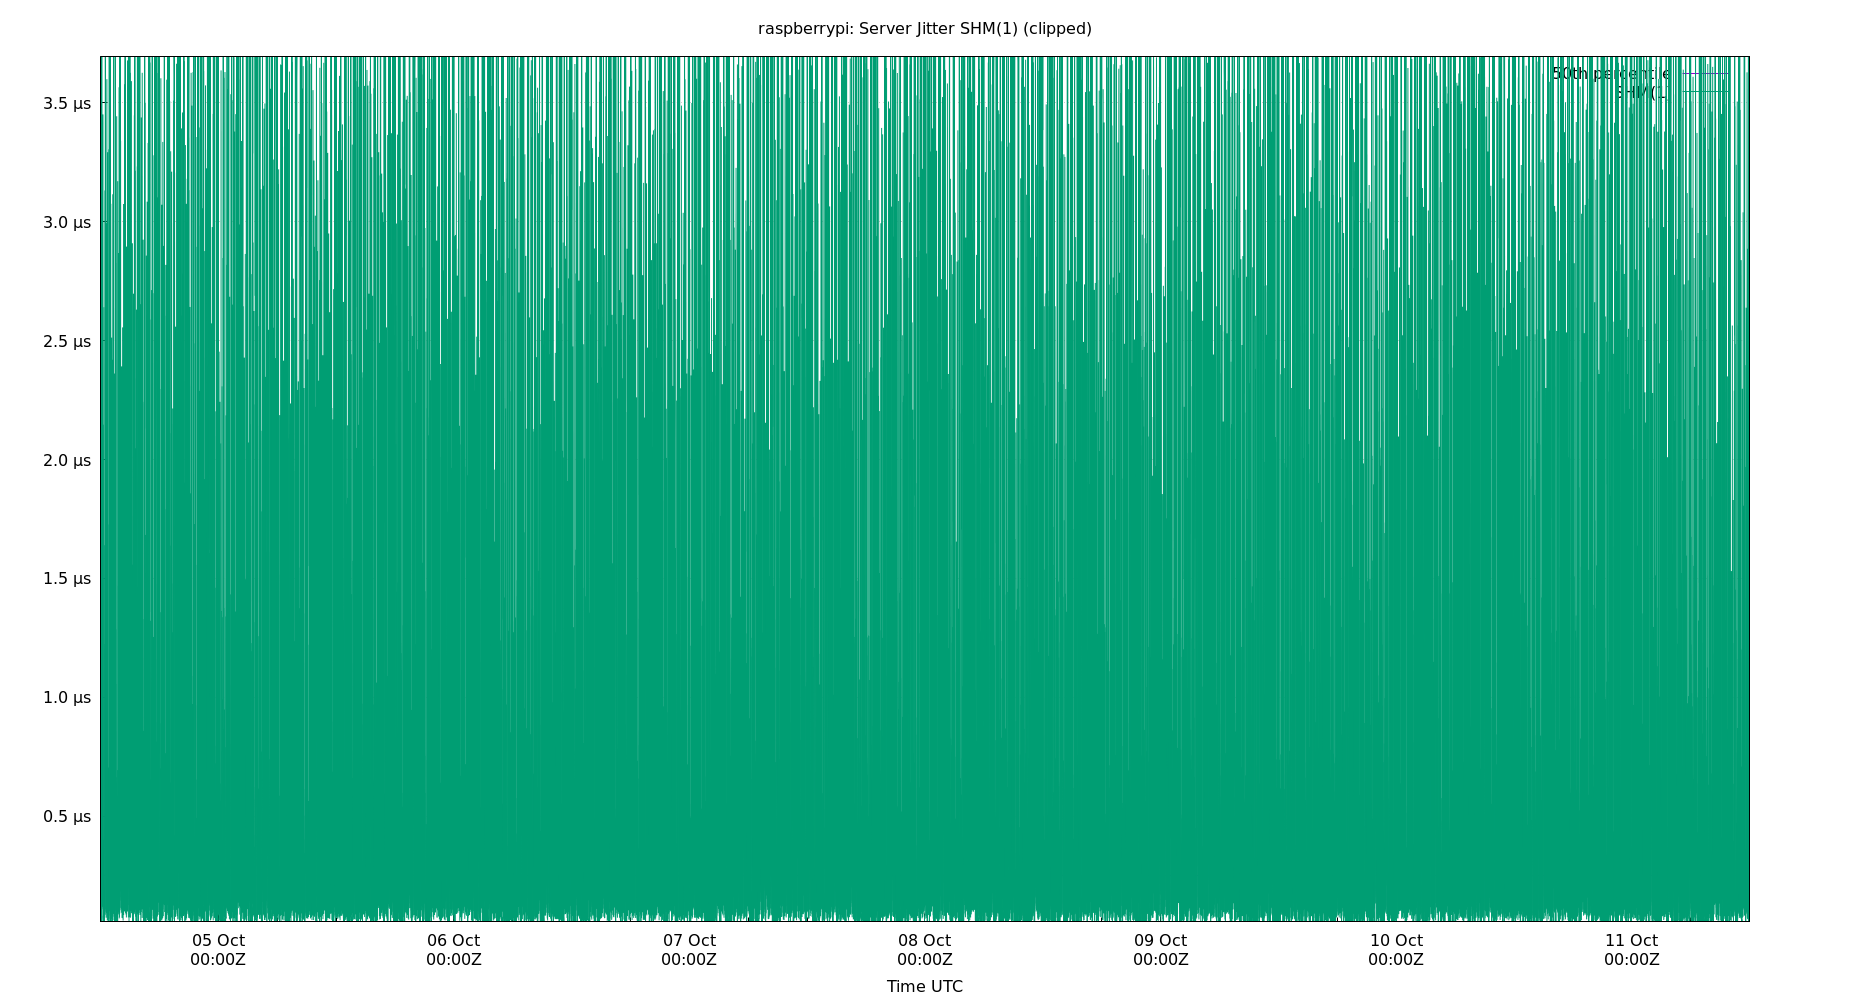 raspberrypi: Server Jitter SHM(1) (clipped)
50th percentile
SHM(1)
3.5 µs
3.0 µs
2.5 µs
2.0 µs
1.5 µs
1.0 µs
0.5 µs
05 Oct 06 Oct 07 Oct 08 Oct 09 Oct 10 Oct 11 Oct
00:00Z 00:00Z 00:00Z 00:00Z 00:00Z 00:00Z 00:00Z
Time UTC